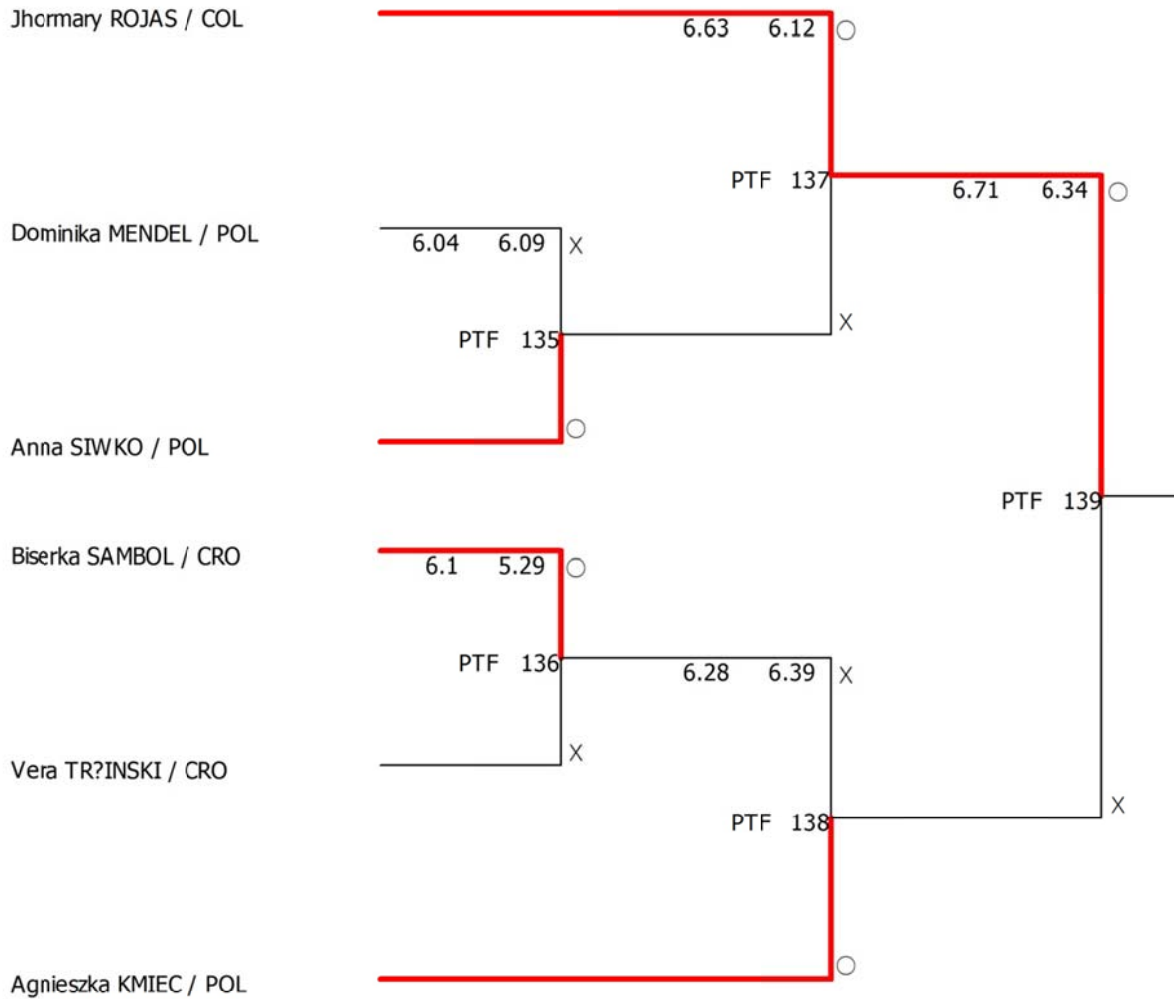 Jhormary ROJAS / COL
6.63 6.12 ○
PTF 137
6.71 6.34 ○
Dominika MENDEL / POL
6.04 6.09 X
X
PTF 135
○
Anna SIWKO / POL
PTF 139
Biserka SAMBOL / CRO
6.1 5.29 ○
PTF 136
6.28 6.39 X
X
Vera TR?INSKI / CRO
X
PTF 138
○
Agnieszka KMIEC / POL